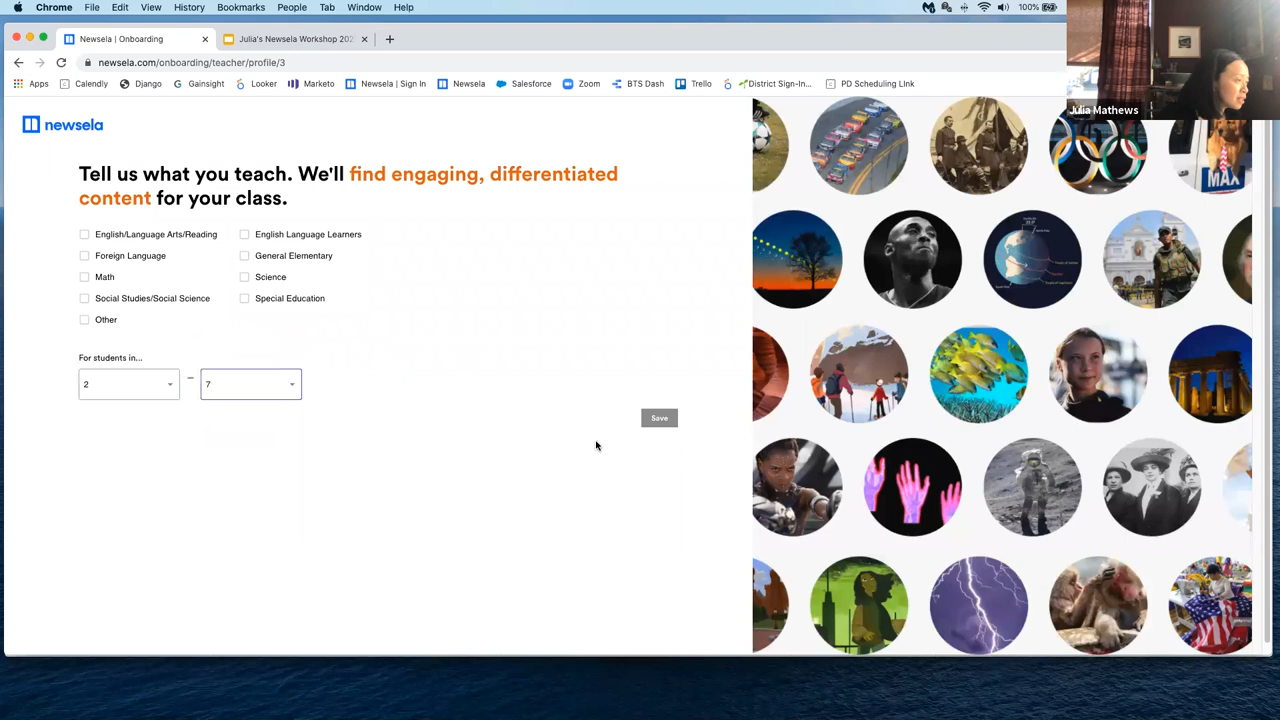 Chrome File Edit View History Bookmarks People Tab Window Help
100%
Newsela | Onboarding
Julia's Newsela Workshop 202
newsela.com/onboarding/teacher/profile/3
Apps Calendly Django Gainsight Looker Marketo Newsela | Sign In Newsela Salesforce Zoom BTS Dash Trello District Sign-In... PD Scheduling LInk
Julia Mathews
newsela
Tell us what you teach. We'll find engaging, differentiated
content for your class.
English/Language Arts/Reading English Language Learners
Foreign Language General Elementary
Math Science
Social Studies/Social Science Special Education
Other
For students in...
2 – 7
Save
MAX